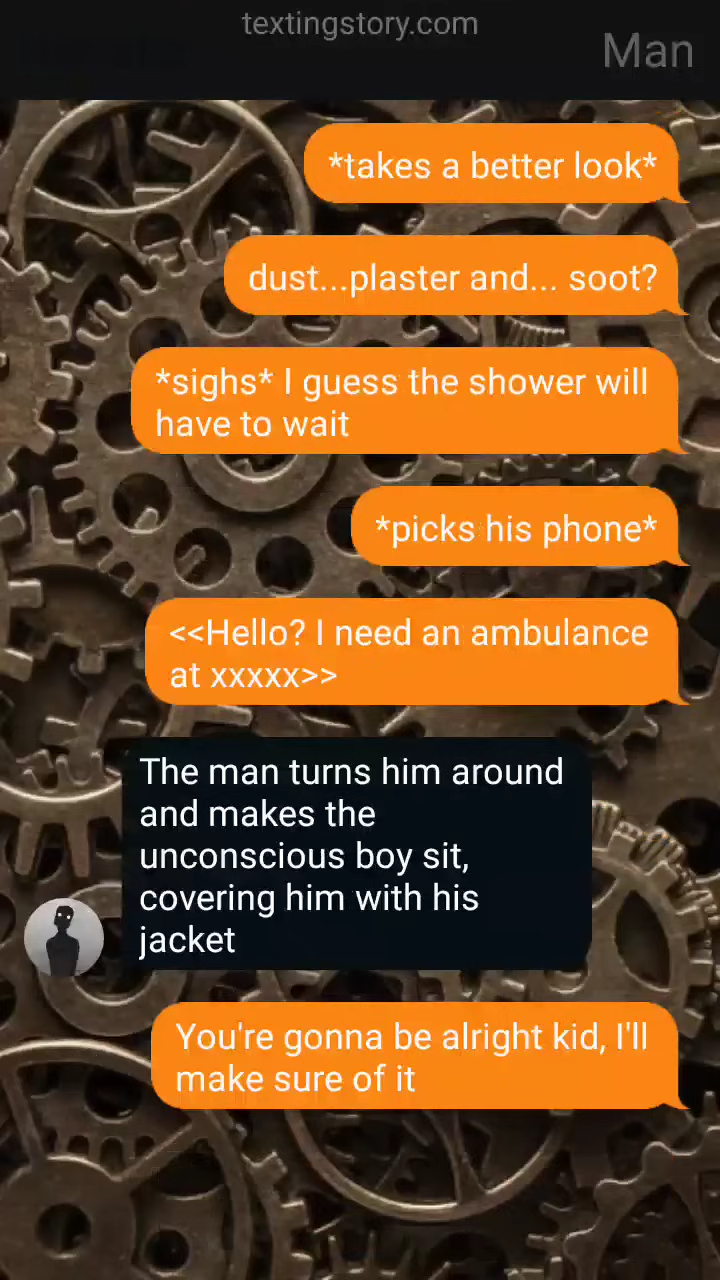 textingstory.com
Man
*takes a better look*
dust...plaster and... soot?
*sighs* I guess the shower will
have to wait
*picks his phone*
<<Hello? I need an ambulance
at xxxxx>>
The man turns him around
and makes the
unconscious boy sit,
covering him with his
jacket
You're gonna be alright kid, I'll
make sure of it